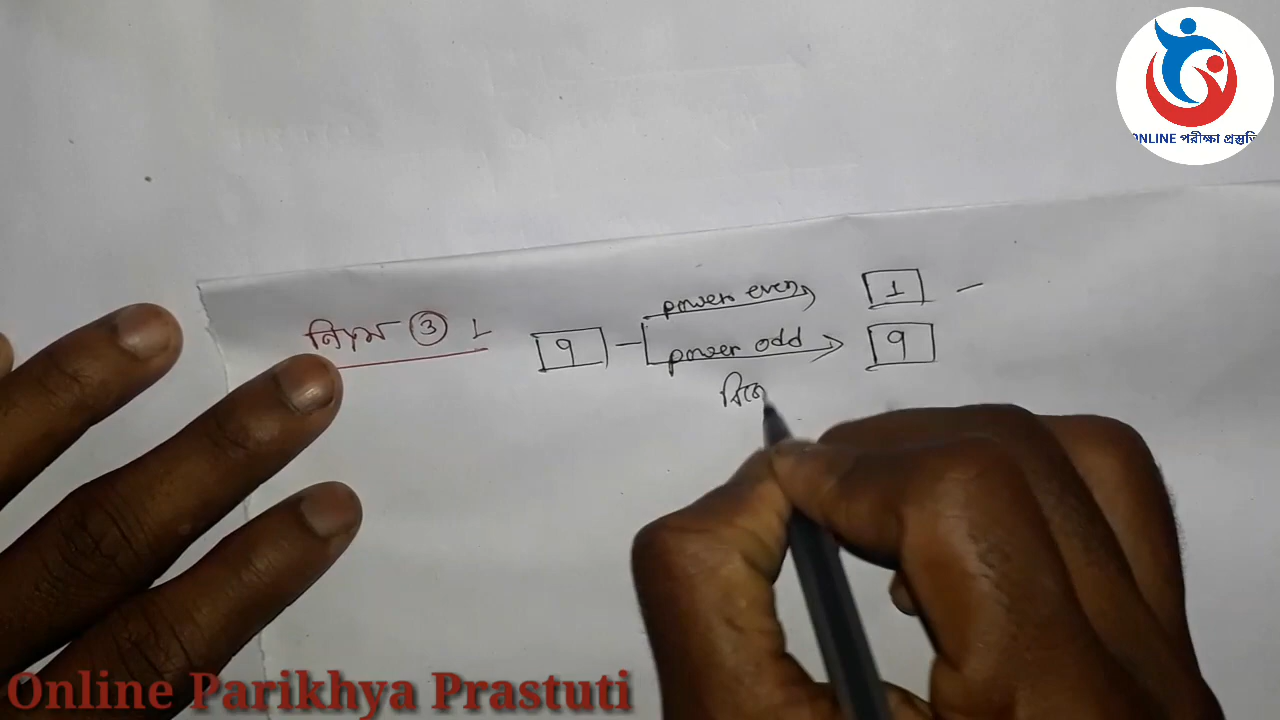 ONLINE পরীক্ষা প্রস্তুতি
power even 1 -
নিয়ম ③ ⊥ 9 power odd 9
বিজো
Online Parikhya Prastuti